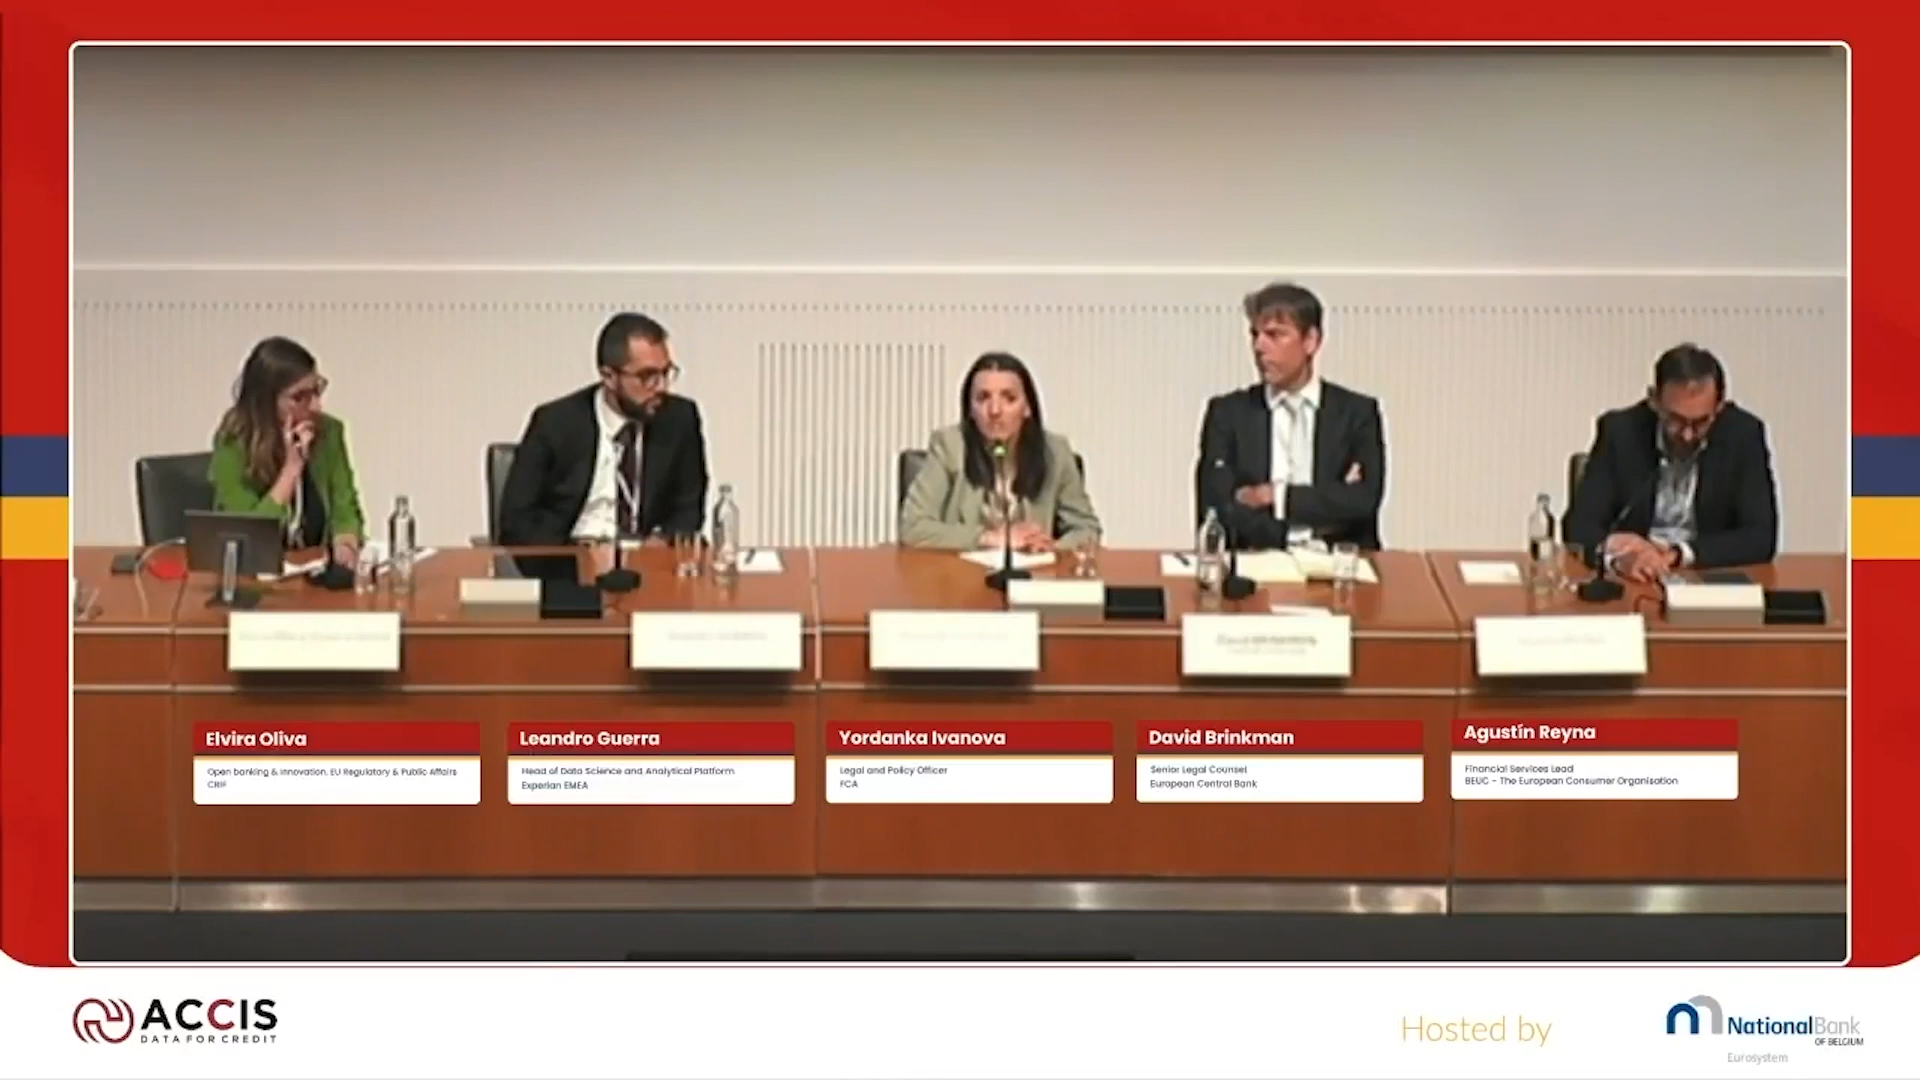 Elvira Oliva
Open banking & Innovation, EU Regulatory & Public Affairs
CRIF
Leandro Guerra
Head of Data Science and Analytical Platform
Experian EMEA
Yordanka Ivanova
Legal and Policy Officer
FCA
David Brinkman
Senior Legal Counsel
European Central Bank
Agustín Reyna
Financial Services Lead
BEUC - The European Consumer Organisation
ACCIS
DATA FOR CREDIT
Hosted by
NationalBank
OF BELGIUM
Eurosystem